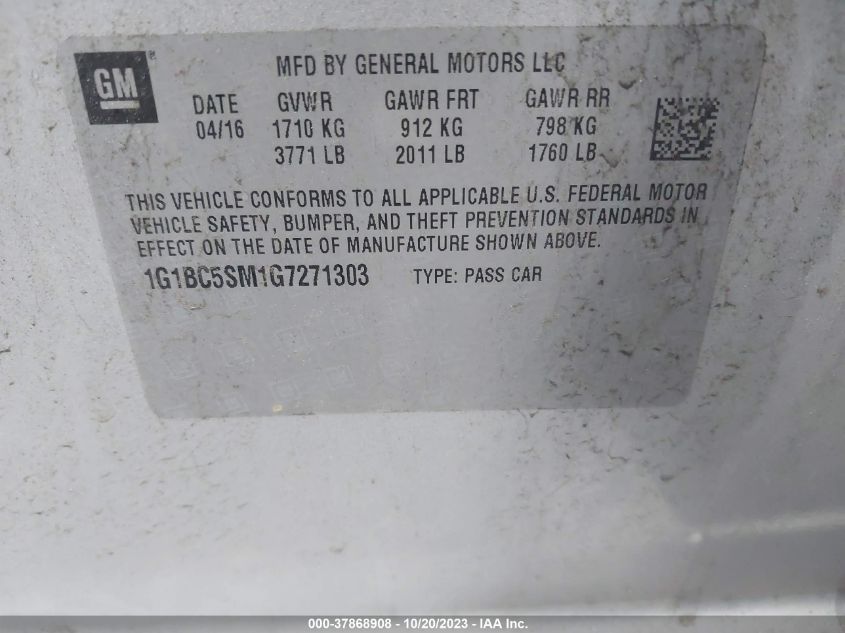 GM ®
MFD BY GENERAL MOTORS LLC
DATE GVWR GAWR FRT GAWR RR
04/16 1710 KG 912 KG 798 KG
3771 LB 2011 LB 1760 LB
THIS VEHICLE CONFORMS TO ALL APPLICABLE U.S. FEDERAL MOTOR
VEHICLE SAFETY, BUMPER, AND THEFT PREVENTION STANDARDS IN
EFFECT ON THE DATE OF MANUFACTURE SHOWN ABOVE.
1G1BC5SM1G7271303 TYPE: PASS CAR
000-37868908 - 10/20/2023 - IAA Inc.